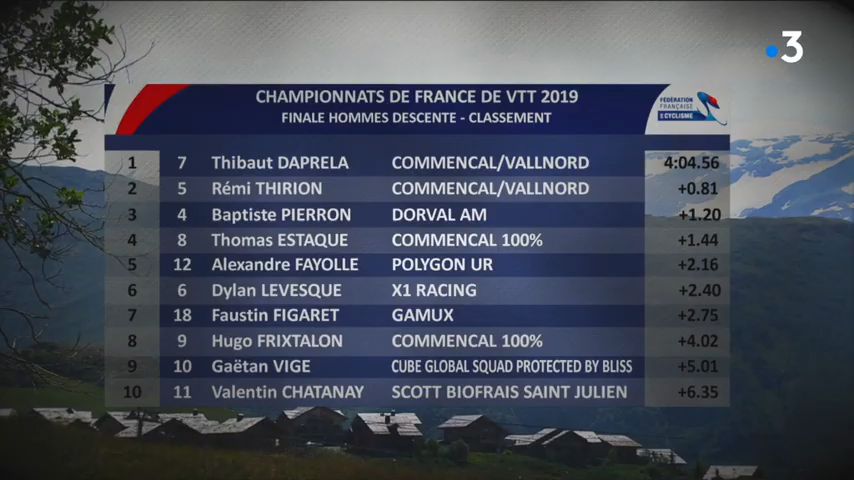 3
CHAMPIONNATS DE FRANCE DE VTT 2019
FINALE HOMMES DESCENTE - CLASSEMENT
FÉDÉRATION
FRANÇAISE
DE CYCLISME
1 7 Thibaut DAPRELA COMMENCAL/VALLNORD 4:04.56
2 5 Rémi THIRION COMMENCAL/VALLNORD +0.81
3 4 Baptiste PIERRON DORVAL AM +1.20
4 8 Thomas ESTAQUE COMMENCAL 100% +1.44
5 12 Alexandre FAYOLLE POLYGON UR +2.16
6 6 Dylan LEVESQUE X1 RACING +2.40
7 18 Faustin FIGARET GAMUX +2.75
8 9 Hugo FRIXTALON COMMENCAL 100% +4.02
9 10 Gaëtan VIGE CUBE GLOBAL SQUAD PROTECTED BY BLISS +5.01
10 11 Valentin CHATANAY SCOTT BIOFRAIS SAINT JULIEN +6.35